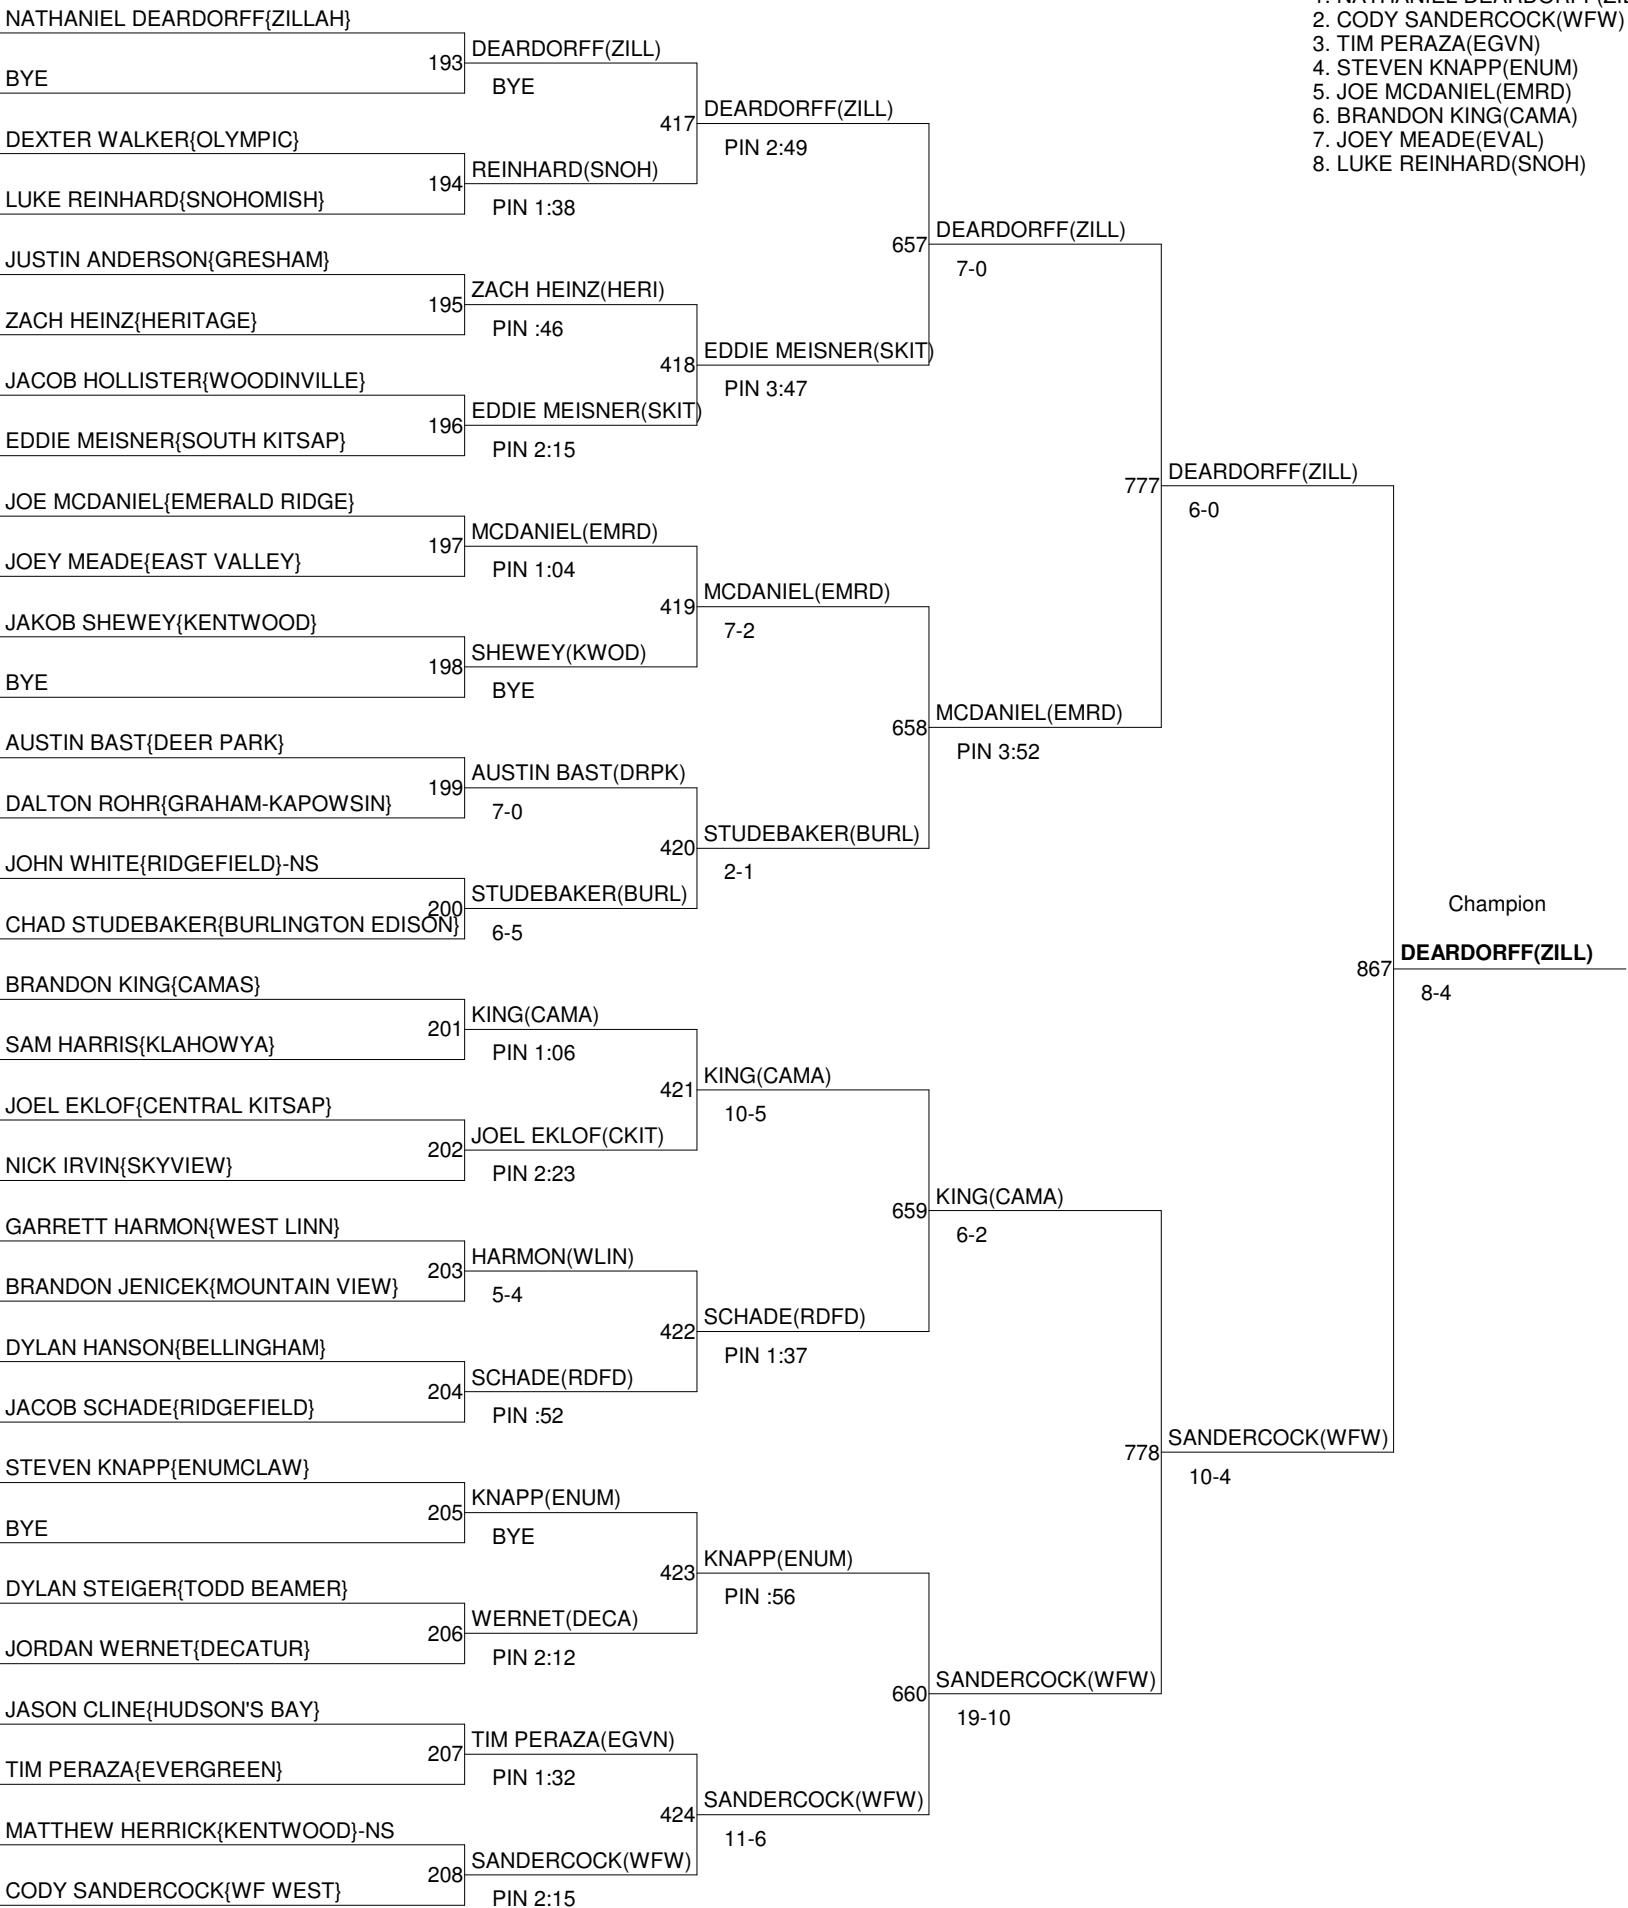 1. NATHANIEL DEARDORFF(ZIL
2. CODY SANDERCOCK(WFW)
3. TIM PERAZA(EGVN)
4. STEVEN KNAPP(ENUM)
5. JOE MCDANIEL(EMRD)
6. BRANDON KING(CAMA)
7. JOEY MEADE(EVAL)
8. LUKE REINHARD(SNOH)
NATHANIEL DEARDORFF{ZILLAH}
BYE
DEXTER WALKER{OLYMPIC}
LUKE REINHARD{SNOHOMISH}
JUSTIN ANDERSON{GRESHAM}
ZACH HEINZ{HERITAGE}
JACOB HOLLISTER{WOODINVILLE}
EDDIE MEISNER{SOUTH KITSAP}
JOE MCDANIEL{EMERALD RIDGE}
JOEY MEADE{EAST VALLEY}
JAKOB SHEWEY{KENTWOOD}
BYE
AUSTIN BAST{DEER PARK}
DALTON ROHR{GRAHAM-KAPOWSIN}
JOHN WHITE{RIDGEFIELD}-NS
CHAD STUDEBAKER{BURLINGTON EDISON}
BRANDON KING{CAMAS}
SAM HARRIS{KLAHOWYA}
JOEL EKLOF{CENTRAL KITSAP}
NICK IRVIN{SKYVIEW}
GARRETT HARMON{WEST LINN}
BRANDON JENICEK{MOUNTAIN VIEW}
DYLAN HANSON{BELLINGHAM}
JACOB SCHADE{RIDGEFIELD}
STEVEN KNAPP{ENUMCLAW}
BYE
DYLAN STEIGER{TODD BEAMER}
JORDAN WERNET{DECATUR}
JASON CLINE{HUDSON'S BAY}
TIM PERAZA{EVERGREEN}
MATTHEW HERRICK{KENTWOOD}-NS
CODY SANDERCOCK{WF WEST}
193 DEARDORFF(ZILL)
BYE
194 REINHARD(SNOH)
PIN 1:38
195 ZACH HEINZ(HERI)
PIN :46
196 EDDIE MEISNER(SKIT)
PIN 2:15
197 MCDANIEL(EMRD)
PIN 1:04
198 SHEWEY(KWOD)
BYE
199 AUSTIN BAST(DRPK)
7-0
200 STUDEBAKER(BURL)
6-5
201 KING(CAMA)
PIN 1:06
202 JOEL EKLOF(CKIT)
PIN 2:23
203 HARMON(WLIN)
5-4
204 SCHADE(RDFD)
PIN :52
205 KNAPP(ENUM)
BYE
206 WERNET(DECA)
PIN 2:12
207 TIM PERAZA(EGVN)
PIN 1:32
208 SANDERCOCK(WFW)
PIN 2:15
417 DEARDORFF(ZILL)
PIN 2:49
418 EDDIE MEISNER(SKIT)
PIN 3:47
419 MCDANIEL(EMRD)
7-2
420 STUDEBAKER(BURL)
2-1
421 KING(CAMA)
10-5
422 SCHADE(RDFD)
PIN 1:37
423 KNAPP(ENUM)
PIN :56
424 SANDERCOCK(WFW)
11-6
657 DEARDORFF(ZILL)
7-0
658 MCDANIEL(EMRD)
PIN 3:52
659 KING(CAMA)
6-2
660 SANDERCOCK(WFW)
19-10
777 DEARDORFF(ZILL)
6-0
778 SANDERCOCK(WFW)
10-4
Champion
867 DEARDORFF(ZILL)
8-4